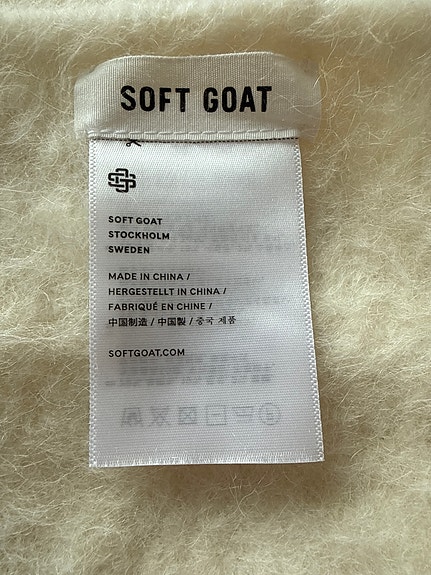 SOFT GOAT
SOFT GOAT
STOCKHOLM
SWEDEN
MADE IN CHINA /
HERGESTELLT IN CHINA /
FABRIQUÉ EN CHINE /
中国制造 / 中国製 / 중국 제품
SOFTGOAT.COM